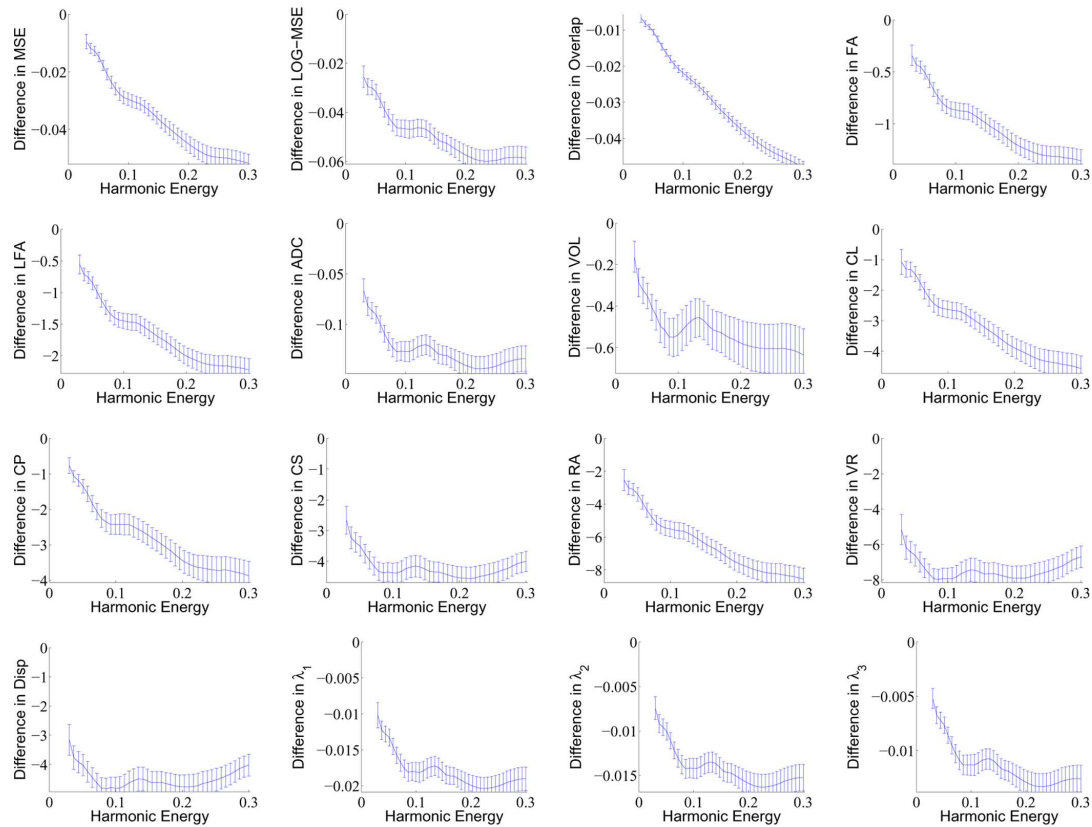 Difference in MSE
0
−0.02
−0.04
0 0.1 0.2 0.3
Harmonic Energy
Difference in LOG−MSE
0
−0.02
−0.04
−0.06
0 0.1 0.2 0.3
Harmonic Energy
Difference in Overlap
−0.01
−0.02
−0.03
−0.04
0 0.1 0.2 0.3
Harmonic Energy
Difference in FA
0
−0.5
−1
0 0.1 0.2 0.3
Harmonic Energy
Difference in LFA
0
−0.5
−1
−1.5
−2
0 0.1 0.2 0.3
Harmonic Energy
Difference in ADC
0
−0.05
−0.1
0 0.1 0.2 0.3
Harmonic Energy
Difference in VOL
0
−0.2
−0.4
−0.6
0 0.1 0.2 0.3
Harmonic Energy
Difference in CL
0
−1
−2
−3
−4
0 0.1 0.2 0.3
Harmonic Energy
Difference in CP
0
−1
−2
−3
−4
0 0.1 0.2 0.3
Harmonic Energy
Difference in CS
0
−1
−2
−3
−4
0 0.1 0.2 0.3
Harmonic Energy
Difference in RA
0
−2
−4
−6
−8
0 0.1 0.2 0.3
Harmonic Energy
Difference in VR
0
−2
−4
−6
−8
0 0.1 0.2 0.3
Harmonic Energy
Difference in Disp
0
−1
−2
−3
−4
0 0.1 0.2 0.3
Harmonic Energy
Difference in λ1
0
−0.005
−0.01
−0.015
−0.02
0 0.1 0.2 0.3
Harmonic Energy
Difference in λ2
0
−0.005
−0.01
−0.015
0 0.1 0.2 0.3
Harmonic Energy
Difference in λ3
0
−0.005
−0.01
0 0.1 0.2 0.3
Harmonic Energy